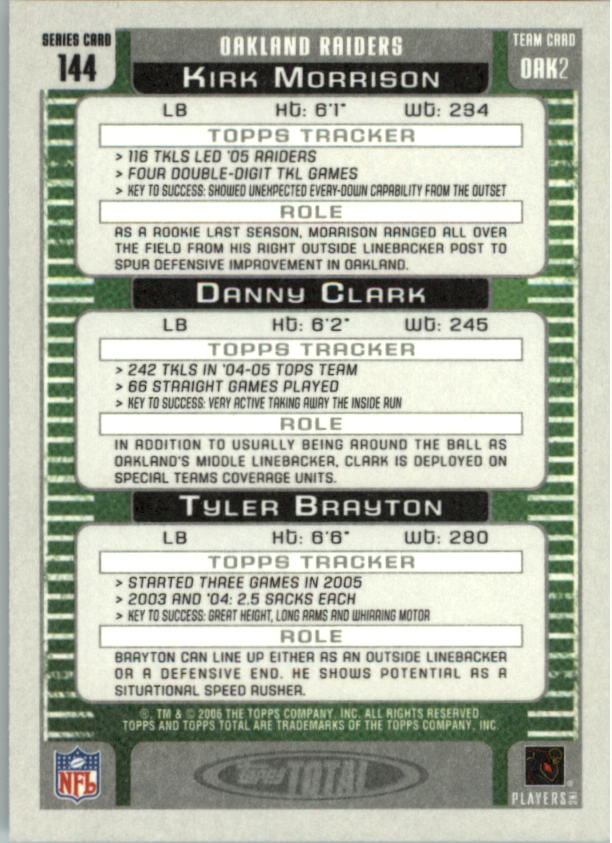 SERIES CARD
144
OAKLAND RAIDERS
TEAM CARD
OAK2
KIRK MORRISON
LB Ht: 6'1" Wt: 234
TOPPS TRACKER
> 116 TKLS LED '05 RAIDERS
> FOUR DOUBLE-DIGIT TKL GAMES
> KEY TO SUCCESS: SHOWED UNEXPECTED EVERY-DOWN CAPABILITY FROM THE OUTSET
ROLE
AS A ROOKIE LAST SEASON, MORRISON RANGED ALL OVER
THE FIELD FROM HIS RIGHT OUTSIDE LINEBACKER POST TO
SPUR DEFENSIVE IMPROVEMENT IN OAKLAND.
DANNY CLARK
LB Ht: 6'2" Wt: 245
TOPPS TRACKER
> 242 TKLS IN '04-05 TOPS TEAM
> 66 STRAIGHT GAMES PLAYED
> KEY TO SUCCESS: VERY ACTIVE TAKING AWAY THE INSIDE RUN
ROLE
IN ADDITION TO USUALLY BEING AROUND THE BALL AS
OAKLAND'S MIDDLE LINEBACKER, CLARK IS DEPLOYED ON
SPECIAL TEAMS COVERAGE UNITS.
TYLER BRAYTON
LB Ht: 6'6" Wt: 280
TOPPS TRACKER
> STARTED THREE GAMES IN 2005
> 2003 AND '04: 2.5 SACKS EACH
> KEY TO SUCCESS: GREAT HEIGHT, LONG ARMS AND WHIRRING MOTOR
ROLE
BRAYTON CAN LINE UP EITHER AS AN OUTSIDE LINEBACKER
OR A DEFENSIVE END. HE SHOWS POTENTIAL AS A
SITUATIONAL SPEED RUSHER.
®, TM & © 2006 THE TOPPS COMPANY, INC. ALL RIGHTS RESERVED
TOPPS AND TOPPS TOTAL ARE TRADEMARKS OF THE TOPPS COMPANY, INC.
NFL
Topps TOTAL
PLAYERS INC